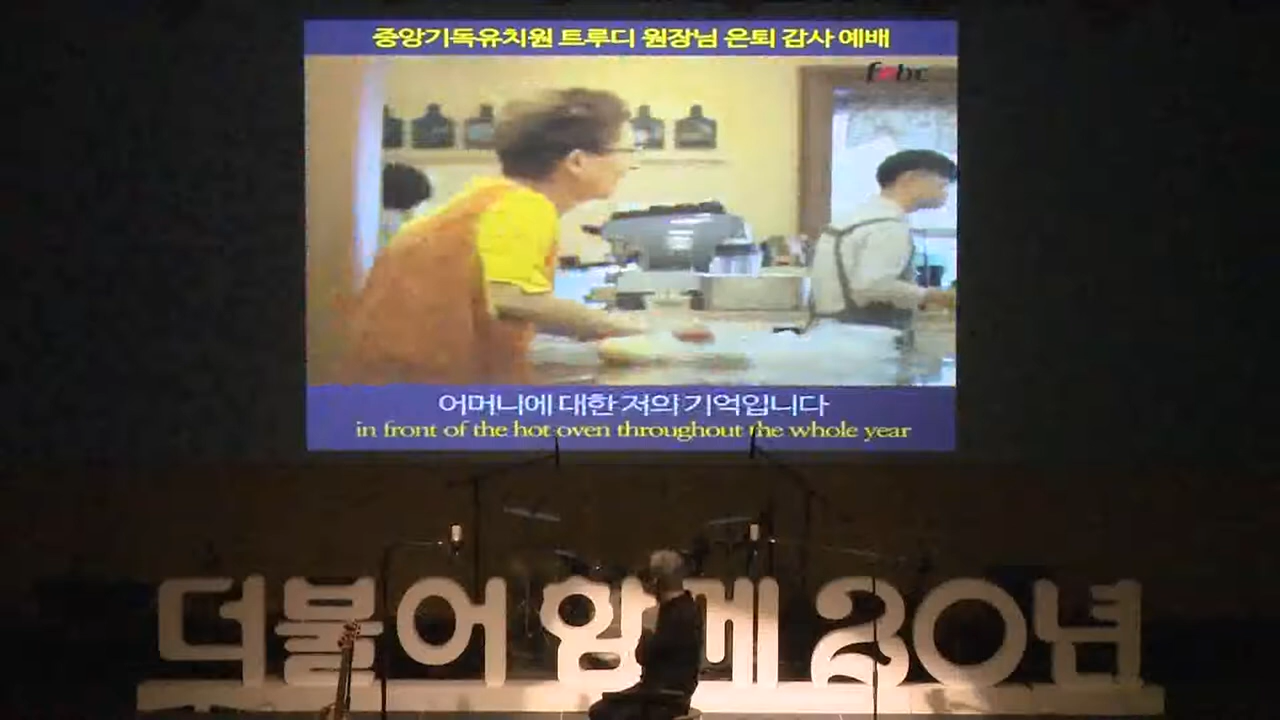 중앙기독유치원 트루디 원장님 은퇴 감사 예배
febc
어머니에 대한 저의 기억입니다
in front of the hot oven throughout the whole year
더불어 함께 30년